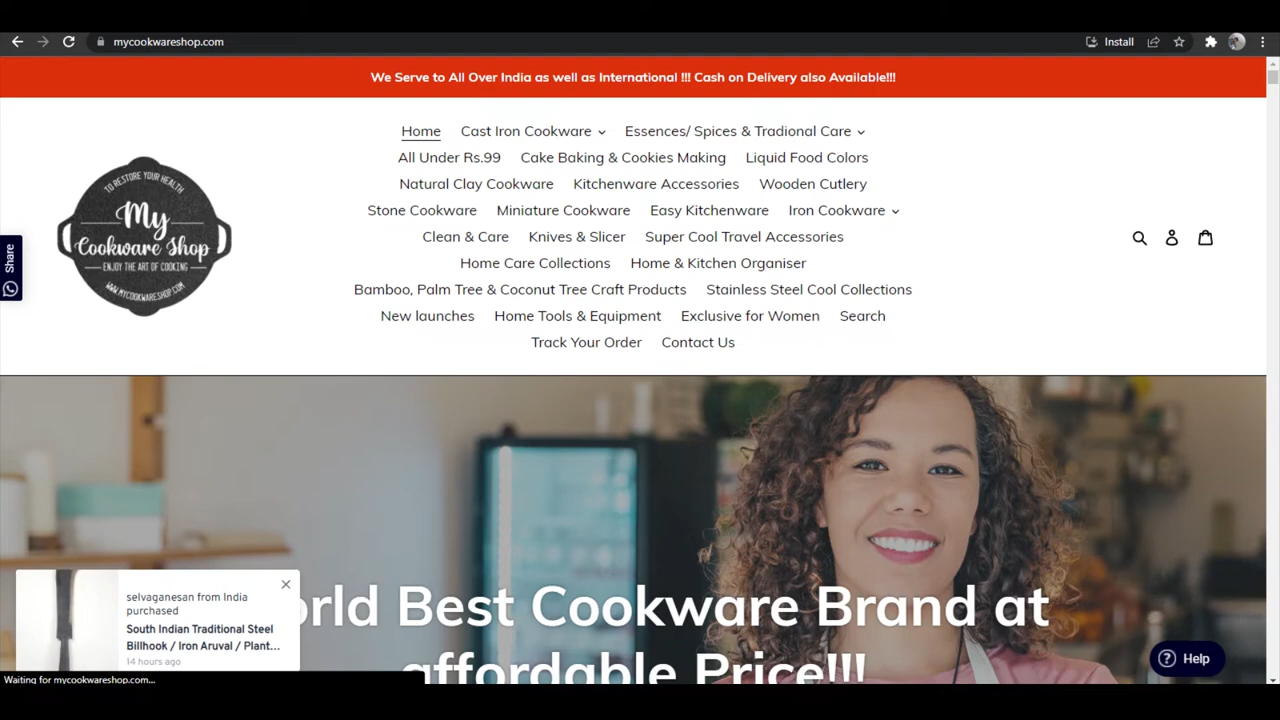 mycookwareshop.com
Install
We Serve to All Over India as well as International !!! Cash on Delivery also Available!!!
Home Cast Iron Cookware Essences/ Spices & Tradional Care
All Under Rs.99 Cake Baking & Cookies Making Liquid Food Colors
Natural Clay Cookware Kitchenware Accessories Wooden Cutlery
Stone Cookware Miniature Cookware Easy Kitchenware Iron Cookware
Clean & Care Knives & Slicer Super Cool Travel Accessories
Home Care Collections Home & Kitchen Organiser
Bamboo, Palm Tree & Coconut Tree Craft Products Stainless Steel Cool Collections
New launches Home Tools & Equipment Exclusive for Women Search
Track Your Order Contact Us
TO RESTORE YOUR HEALTH
My
Cookware Shop
ENJOY THE ART OF COOKING
WWW.MYCOOKWARESHOP.COM
Share
orld Best Cookware Brand at
affordable Price!!!
selvaganesan from India
purchased
South Indian Traditional Steel
Billhook / Iron Aruval / Plant...
14 hours ago
Help
Waiting for mycookwareshop.com...